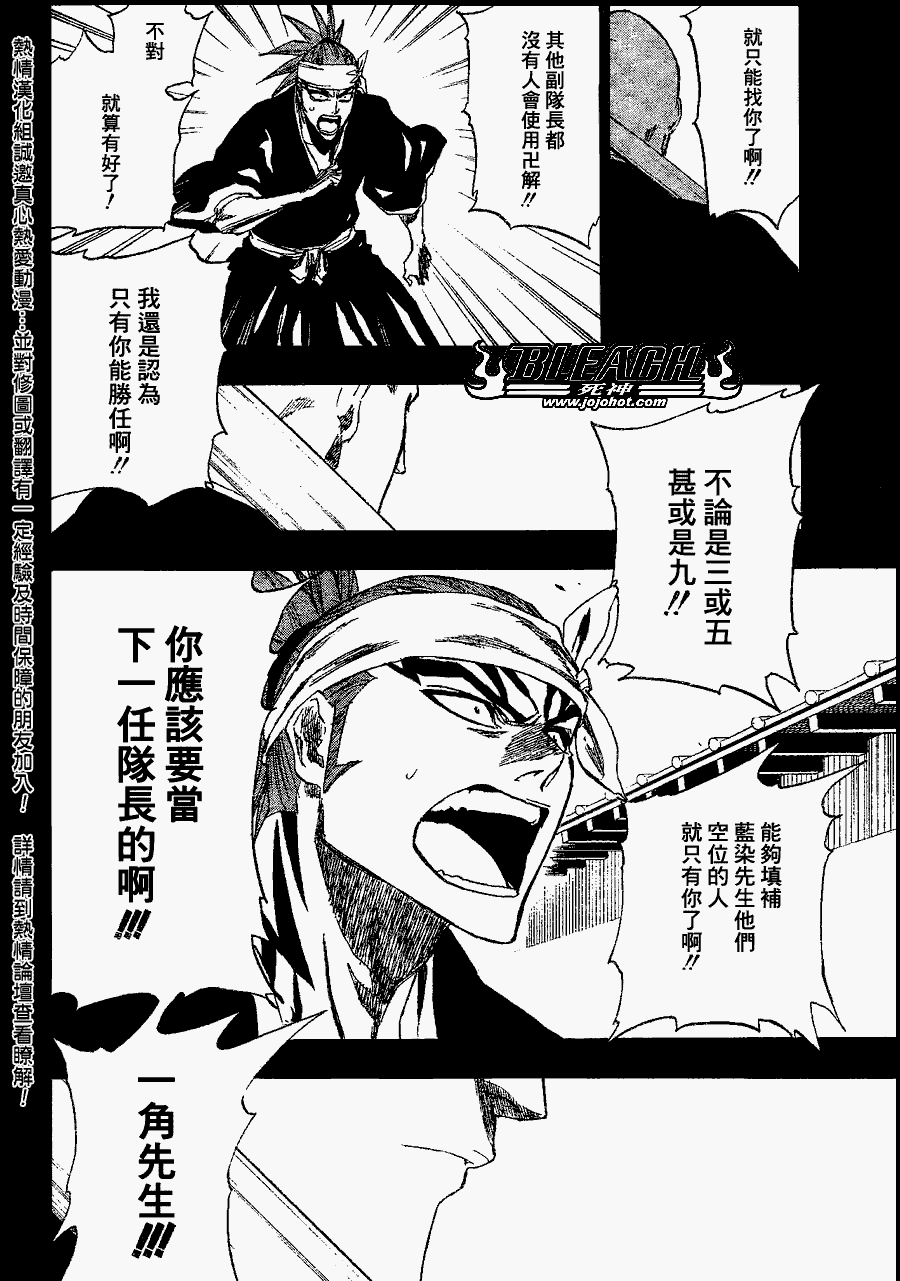 就只能找你了啊!!
其他副隊長都
沒有人會使用卍解!!
不對
就算有好了!
我還是認為
只有你能勝任啊!!
BLEACH
死神
www.jojohot.com
不論是三或五
甚或是九!!
能夠填補
藍染先生他們
空位的人
就只有你了啊!!
你應該要當
下一任隊長的啊!!!
一角先生!!!
熱情漢化組誠邀真心熱愛動漫…並對修圖或翻譯有一定經驗及時間保障的朋友加入! 詳情請到熱情論壇查看瞭解!